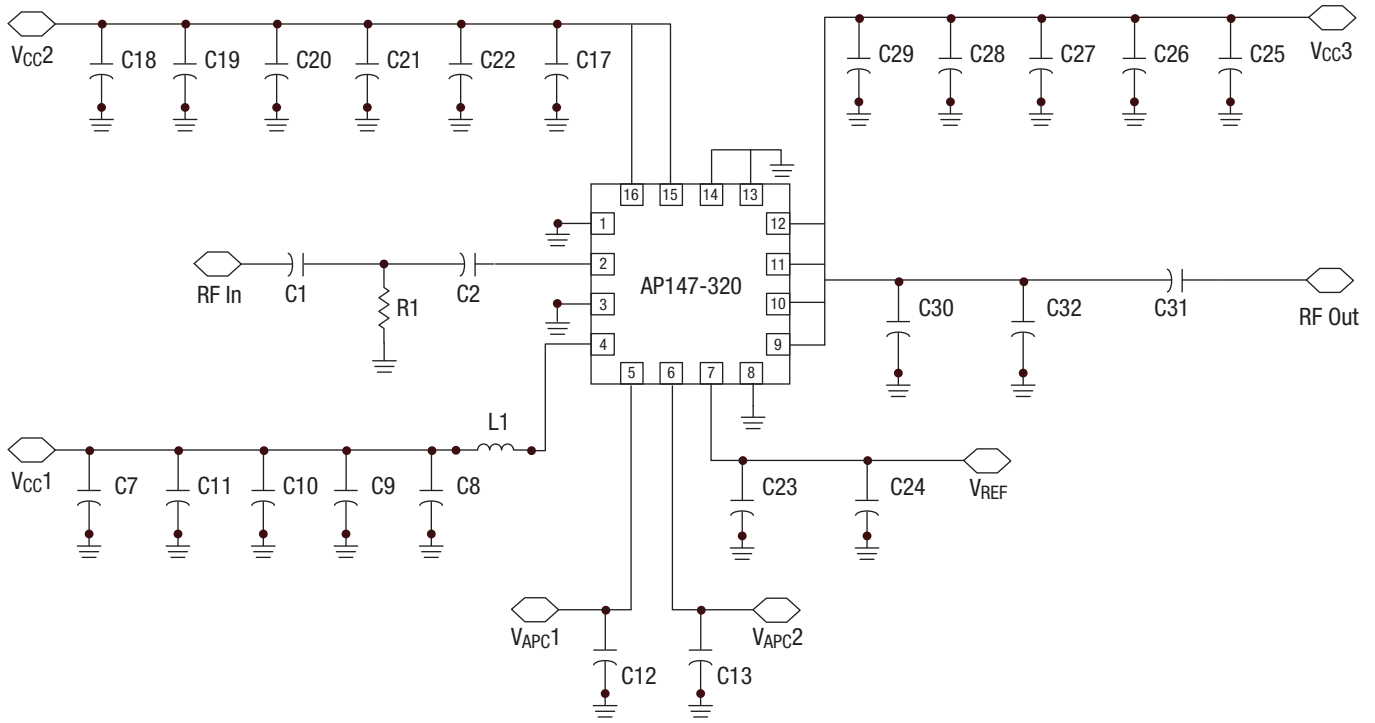 VCC2
C18
C19
C20
C21
C22
C17
C29
C28
C27
C26
C25
VCC3
16
15
14
13
1
2
3
4
12
11
10
9
5
6
7
8
AP147-320
RF In
C1
R1
C2
C30
C32
C31
RF Out
L1
VCC1
C7
C11
C10
C9
C8
C23
C24
VREF
VAPC1
C12
C13
VAPC2